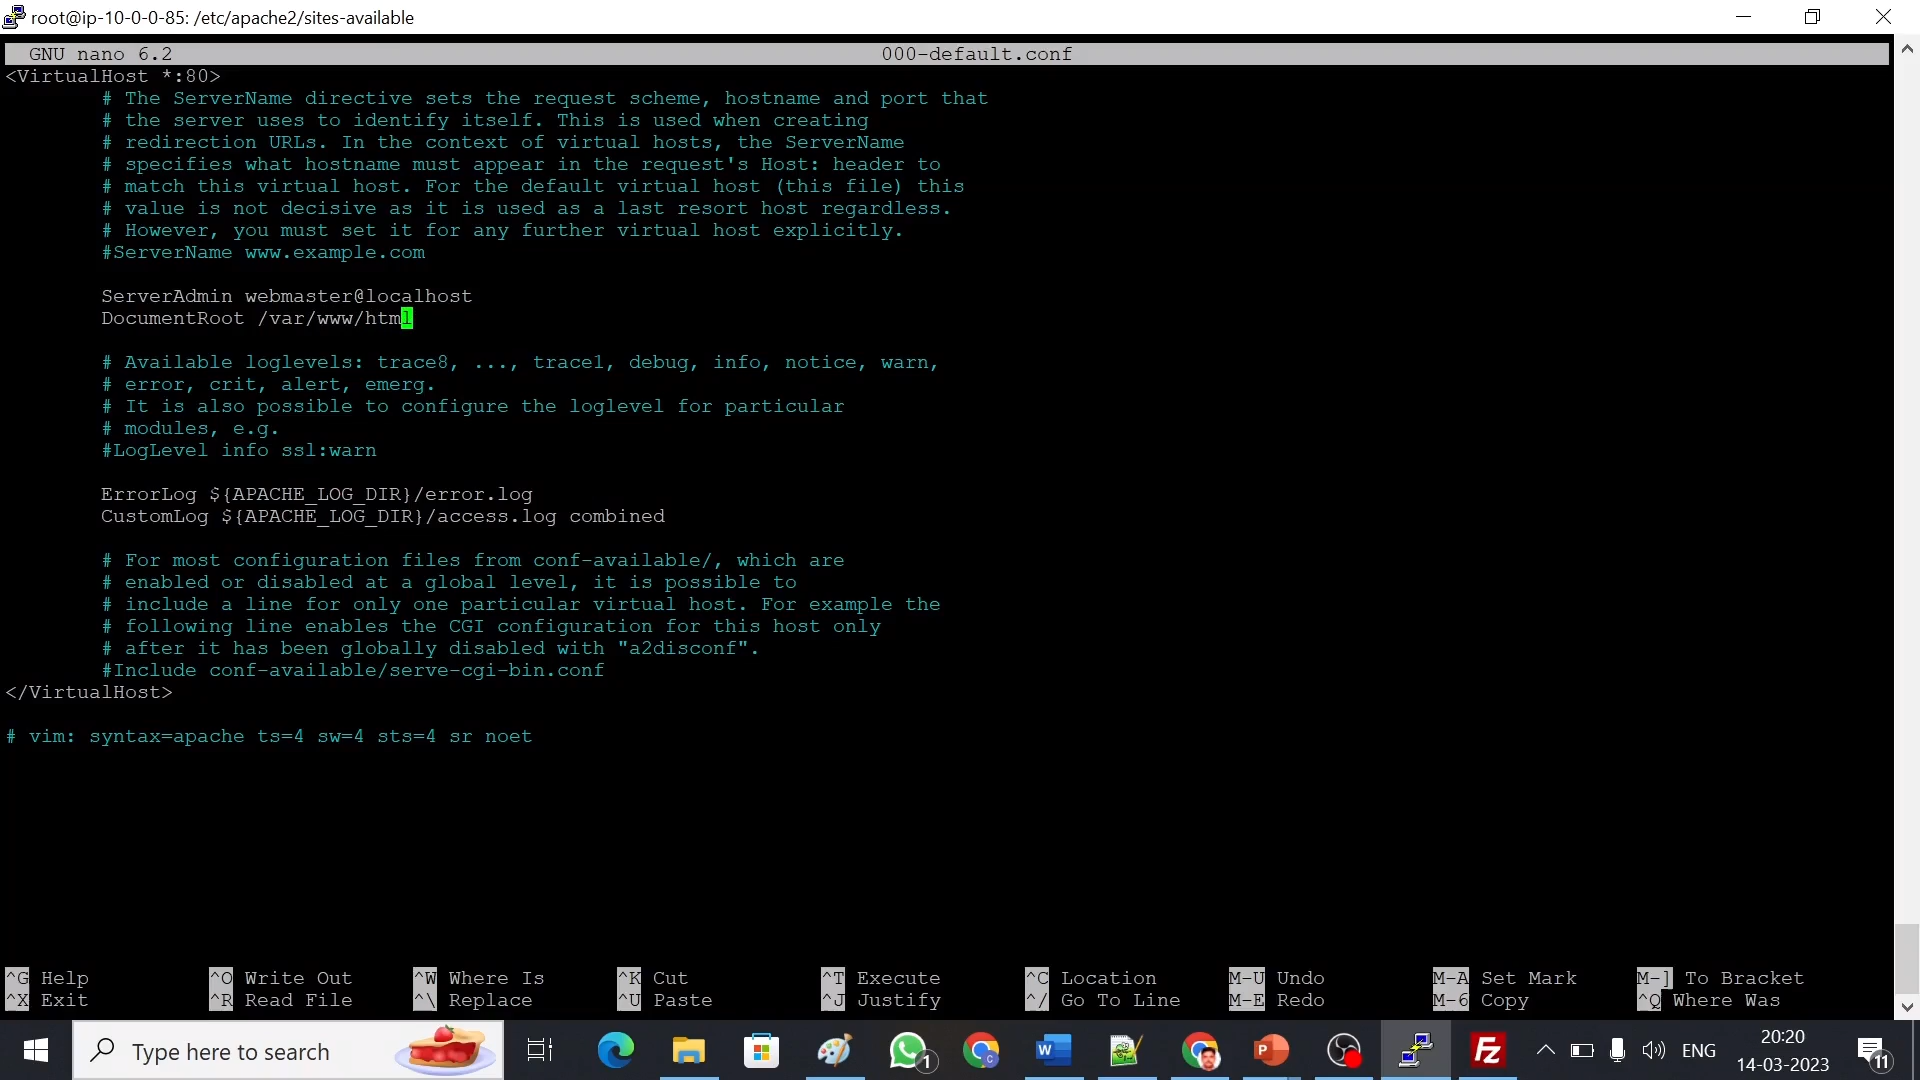 root@ip-10-0-0-85: /etc/apache2/sites-available
GNU nano 6.2 000-default.conf
<VirtualHost *:80>
# The ServerName directive sets the request scheme, hostname and port that
# the server uses to identify itself. This is used when creating
# redirection URLs. In the context of virtual hosts, the ServerName
# specifies what hostname must appear in the request's Host: header to
# match this virtual host. For the default virtual host (this file) this
# value is not decisive as it is used as a last resort host regardless.
# However, you must set it for any further virtual host explicitly.
#ServerName www.example.com
ServerAdmin webmaster@localhost
DocumentRoot /var/www/html
# Available loglevels: trace8, ..., trace1, debug, info, notice, warn,
# error, crit, alert, emerg.
# It is also possible to configure the loglevel for particular
# modules, e.g.
#LogLevel info ssl:warn
ErrorLog ${APACHE_LOG_DIR}/error.log
CustomLog ${APACHE_LOG_DIR}/access.log combined
# For most configuration files from conf-available/, which are
# enabled or disabled at a global level, it is possible to
# include a line for only one particular virtual host. For example the
# following line enables the CGI configuration for this host only
# after it has been globally disabled with "a2disconf".
#Include conf-available/serve-cgi-bin.conf
</VirtualHost>
# vim: syntax=apache ts=4 sw=4 sts=4 sr noet
^G Help ^O Write Out ^W Where Is ^K Cut ^T Execute ^C Location M-U Undo M-A Set Mark M-] To Bracket
^X Exit ^R Read File ^\ Replace ^U Paste ^J Justify ^/ Go To Line M-E Redo M-6 Copy ^Q Where Was
Type here to search 1 C W P Fz ENG 20:20 11
14-03-2023